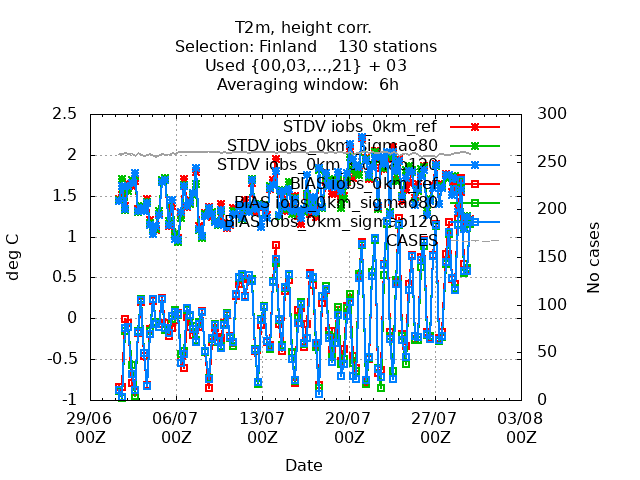 T2m, height corr.
Selection: Finland    130 stations
Used {00,03,...,21} + 03
Averaging window:  6h
STDV iobs_0km_ref
STDV iobs_0km_sigmao80
STDV iobs_0km_sigmao120
BIAS iobs_0km_ref
BIAS iobs_0km_sigmao80
BIAS iobs_0km_sigmao120
CASES
2.5
2
1.5
1
0.5
0
-0.5
-1
deg C
300
250
200
150
100
50
0
No cases
29/06 06/07 13/07 20/07 27/07 03/08
00Z 00Z 00Z 00Z 00Z 00Z
Date